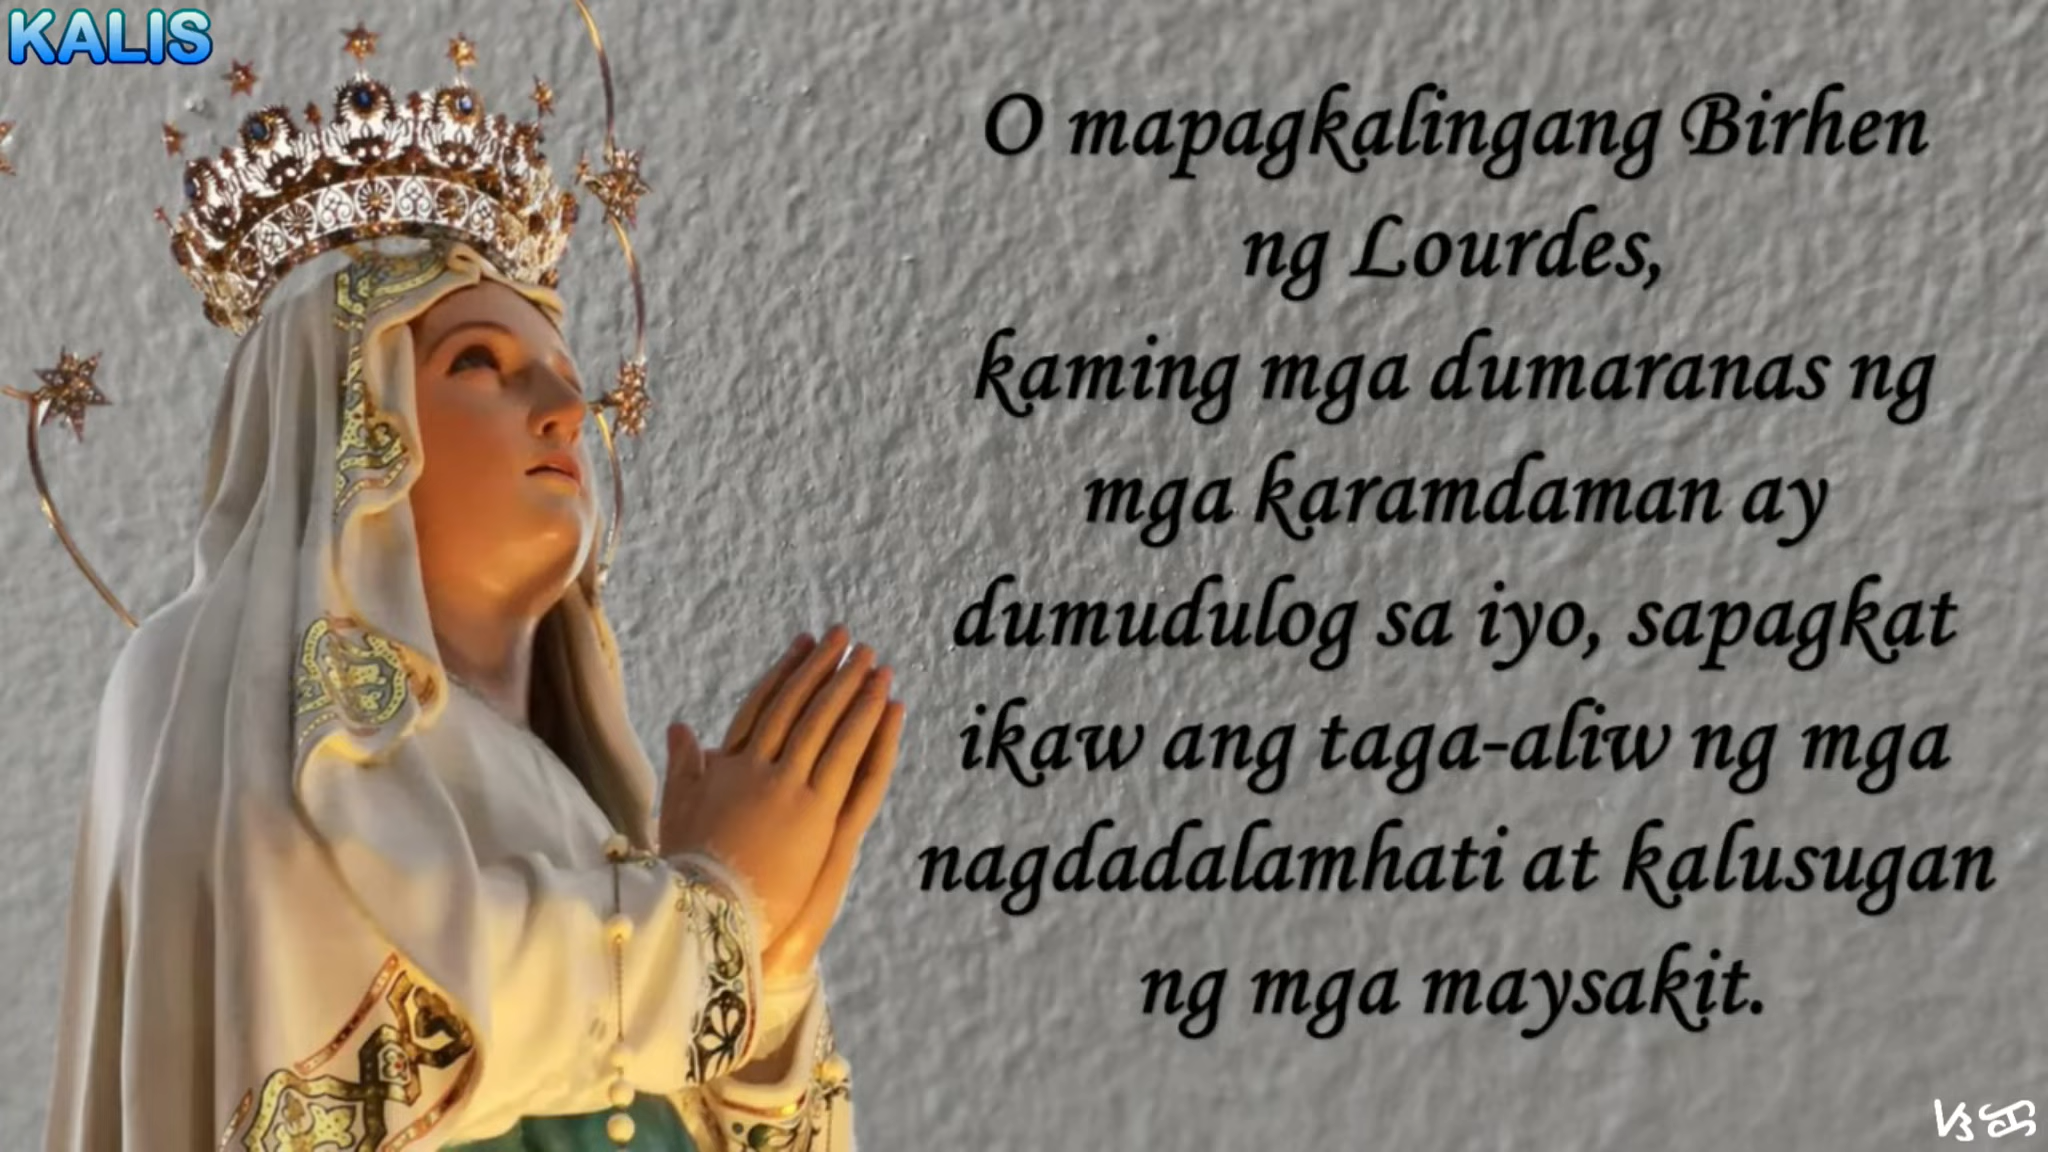 KALIS
O mapagkalingang Birhen
ng Lourdes,
kaming mga dumaranas ng
mga karamdaman ay
dumudulog sa iyo, sapagkat
ikaw ang taga-aliw ng mga
nagdadalamhati at kalusugan
ng mga maysakit.